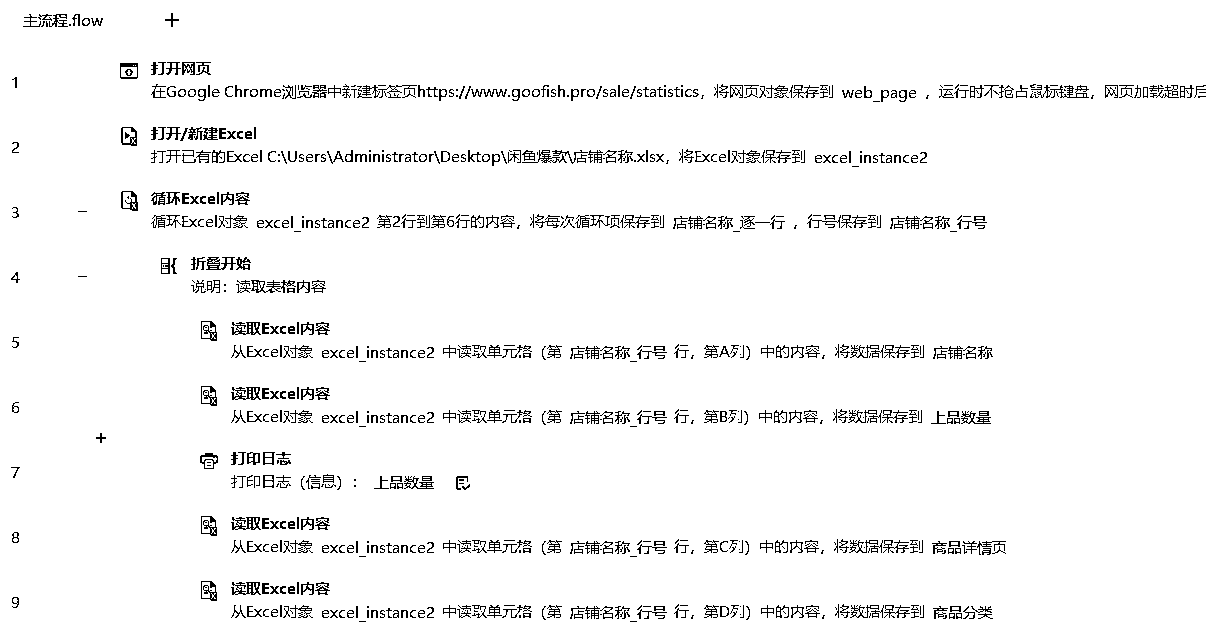 主流程.flow +
1 打开网页
在Google Chrome浏览器中新建标签页https://www.goofish.pro/sale/statistics，将网页对象保存到 web_page ，运行时不抢占鼠标键盘，网页加载超时后
2 打开/新建Excel
打开已有的Excel C:\Users\Administrator\Desktop\闲鱼爆款\店铺名称.xlsx，将Excel对象保存到 excel_instance2
3 循环Excel内容
循环Excel对象 excel_instance2 第2行到第6行的内容，将每次循环项保存到 店铺名称_逐一行 ，行号保存到 店铺名称_行号
4 折叠开始
说明：读取表格内容
5 读取Excel内容
从Excel对象 excel_instance2 中读取单元格（第 店铺名称_行号 行，第A列）中的内容，将数据保存到 店铺名称
6 读取Excel内容
从Excel对象 excel_instance2 中读取单元格（第 店铺名称_行号 行，第B列）中的内容，将数据保存到 上品数量
7 打印日志
打印日志（信息）： 上品数量
8 读取Excel内容
从Excel对象 excel_instance2 中读取单元格（第 店铺名称_行号 行，第C列）中的内容，将数据保存到 商品详情页
9 读取Excel内容
从Excel对象 excel_instance2 中读取单元格（第 店铺名称_行号 行，第D列）中的内容，将数据保存到 商品分类